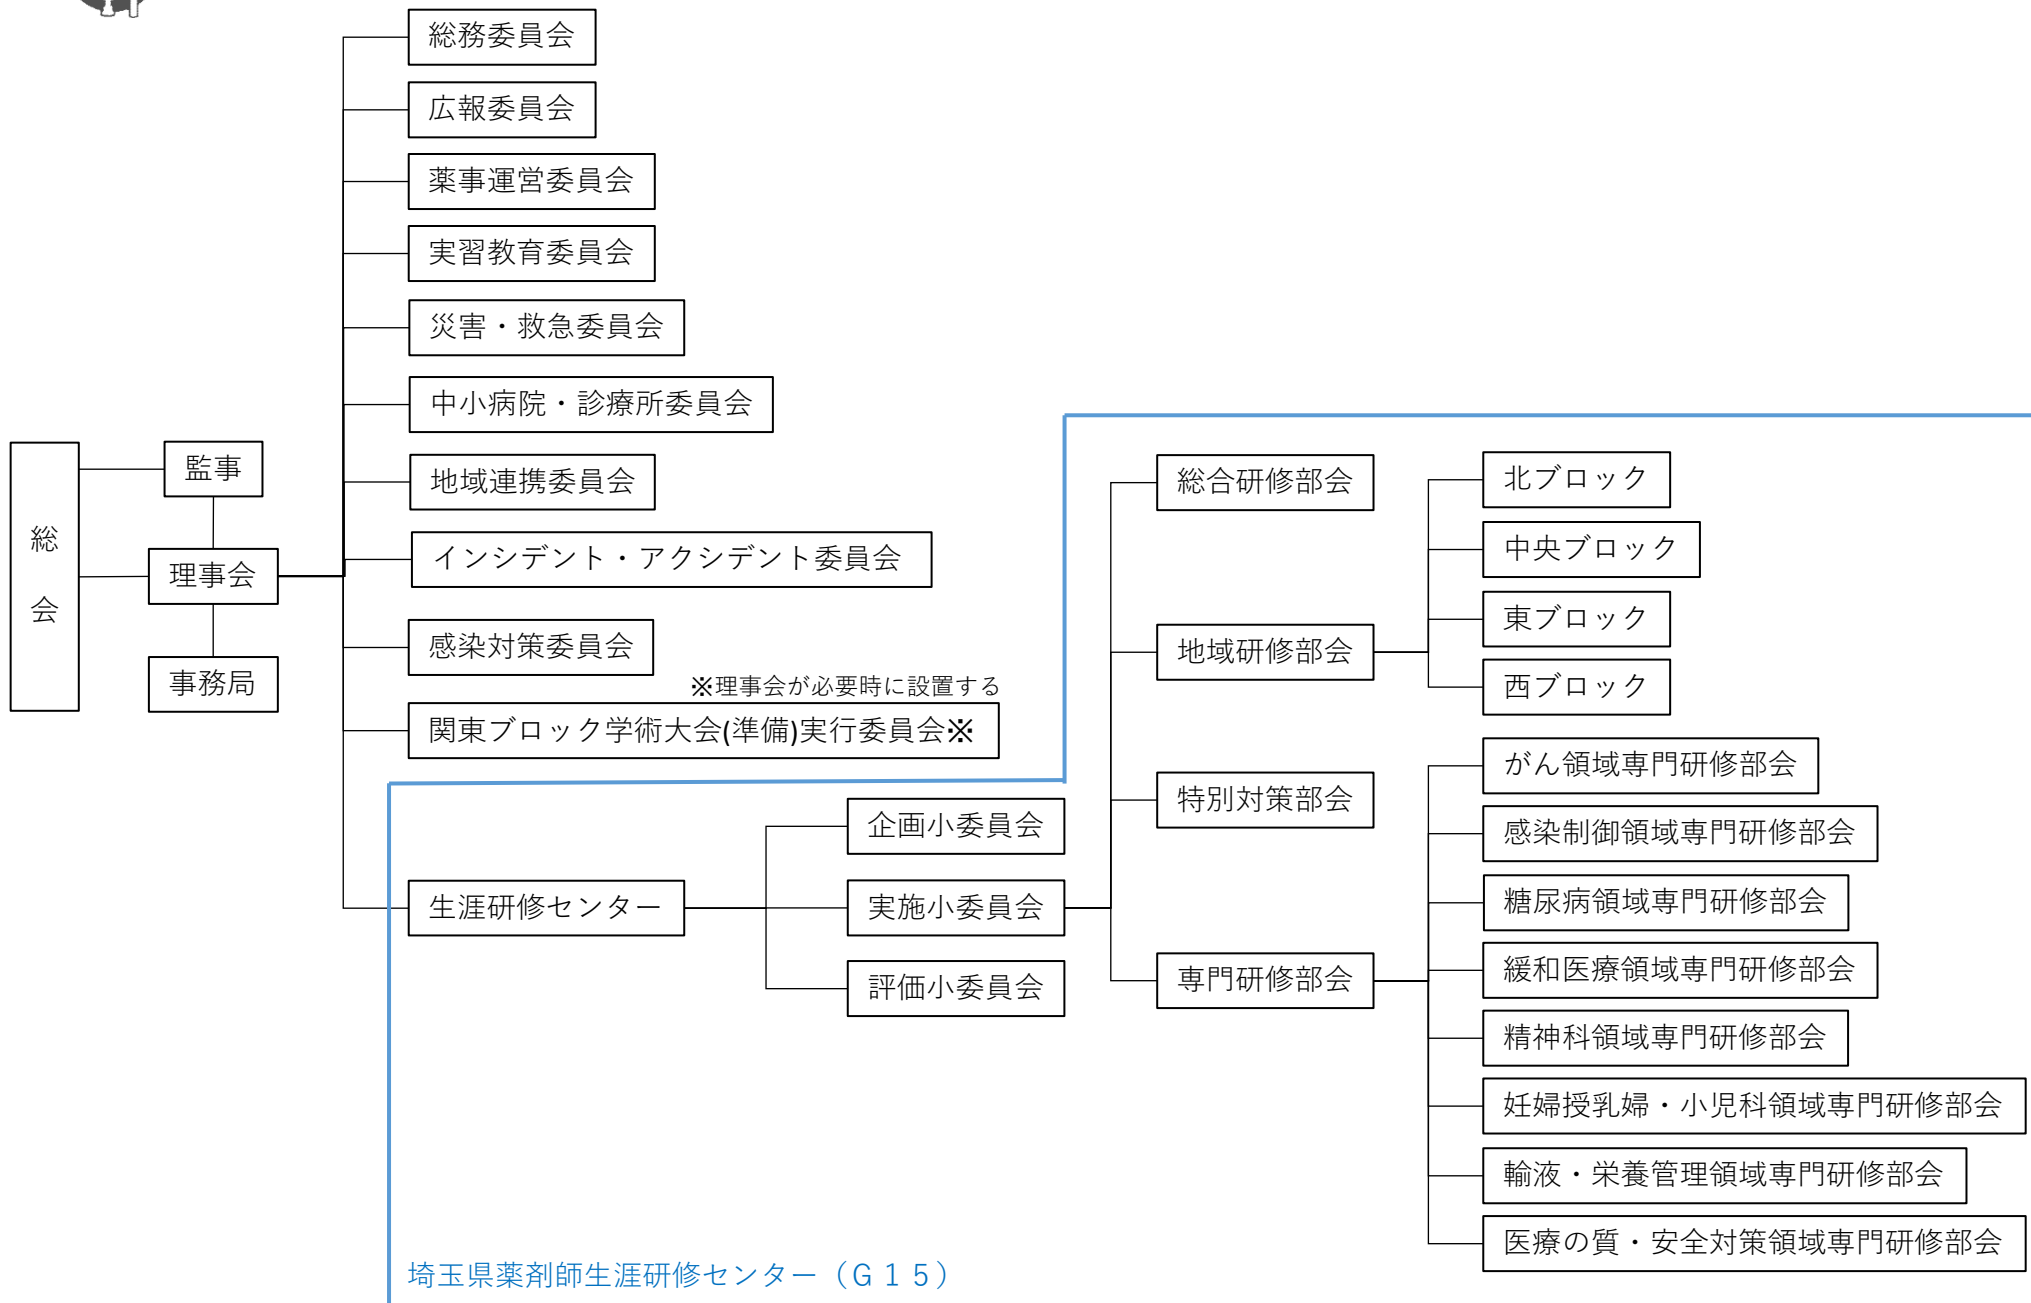 総務委員会
広報委員会
薬事運営委員会
実習教育委員会
災害・救急委員会
中小病院・診療所委員会
地域連携委員会
インシデント・アクシデント委員会
感染対策委員会
※理事会が必要時に設置する
関東ブロック学術大会(準備)実行委員会※
総会
監事
理事会
事務局
生涯研修センター
企画小委員会
実施小委員会
評価小委員会
総合研修部会
地域研修部会
特別対策部会
専門研修部会
北ブロック
中央ブロック
東ブロック
西ブロック
がん領域専門研修部会
感染制御領域専門研修部会
糖尿病領域専門研修部会
緩和医療領域専門研修部会
精神科領域専門研修部会
妊婦授乳婦・小児科領域専門研修部会
輸液・栄養管理領域専門研修部会
医療の質・安全対策領域専門研修部会
埼玉県薬剤師生涯研修センター（Ｇ１５）